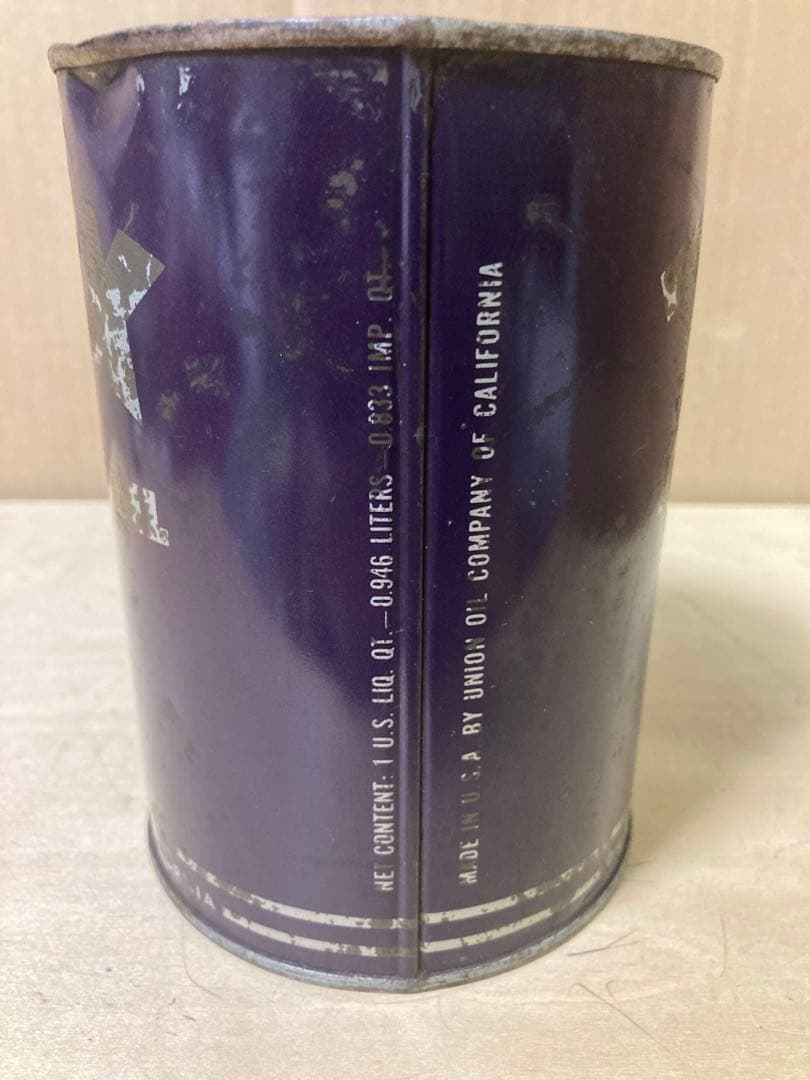 NET CONTENT: 1 U.S. LIQ. QT.—0.946 LITERS—0.833 IMP. QT.
MADE IN U.S.A. BY UNION OIL COMPANY OF CALIFORNIA